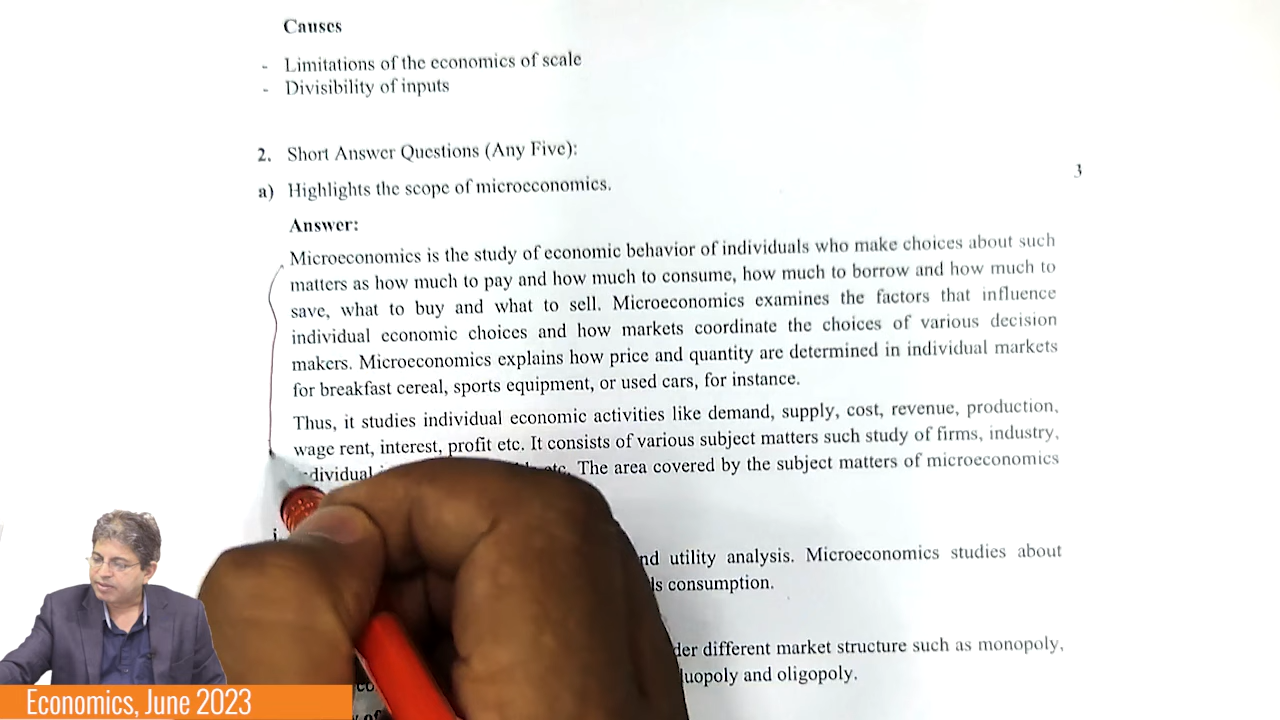 Causes
- Limitations of the economics of scale
- Divisibility of inputs
2. Short Answer Questions (Any Five):
3
a) Highlights the scope of microeconomics.
Answer:
Microeconomics is the study of economic behavior of individuals who make choices about such
matters as how much to pay and how much to consume, how much to borrow and how much to
save, what to buy and what to sell. Microeconomics examines the factors that influence
individual economic choices and how markets coordinate the choices of various decision
makers. Microeconomics explains how price and quantity are determined in individual markets
for breakfast cereal, sports equipment, or used cars, for instance.
Thus, it studies individual economic activities like demand, supply, cost, revenue, production,
wage rent, interest, profit etc. It consists of various subject matters such study of firms, industry,
etc. The area covered by the subject matters of microeconomics
utility analysis. Microeconomics studies about
consumption.
different market structure such as monopoly,
and oligopoly.
Economics, June 2023